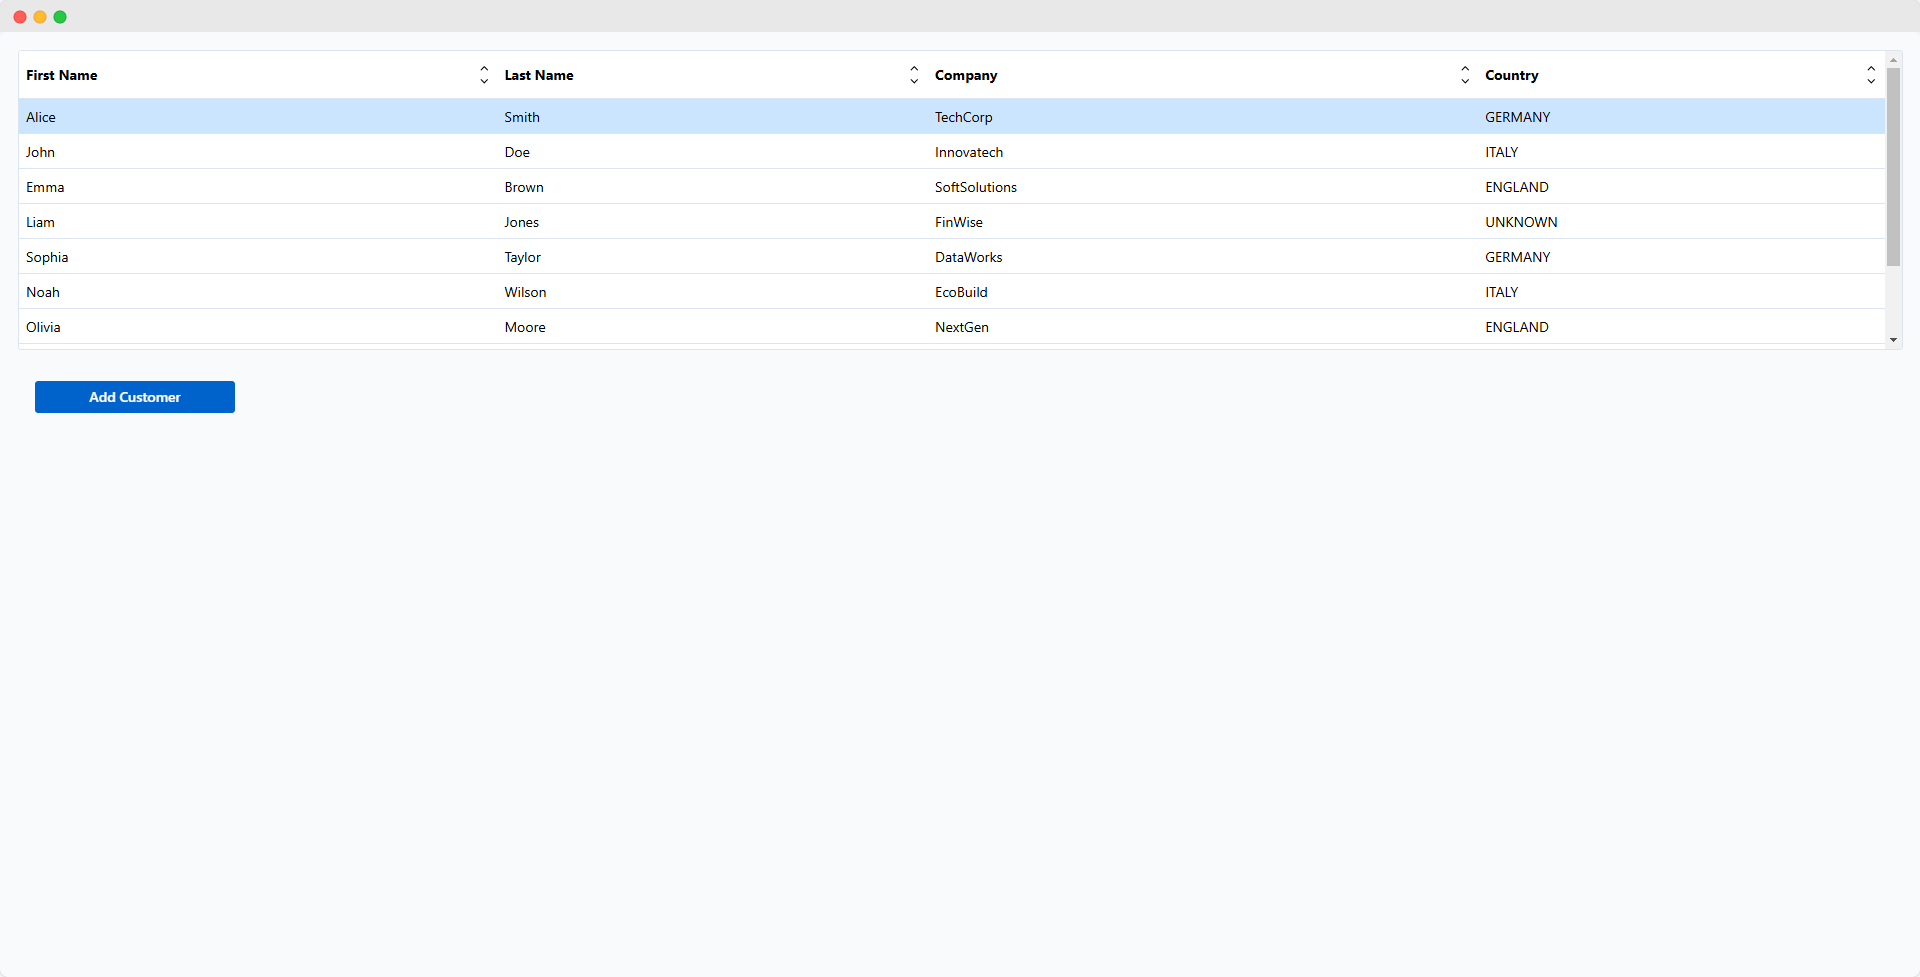 First Name Last Name Company Country
Alice Smith TechCorp GERMANY
John Doe Innovatech ITALY
Emma Brown SoftSolutions ENGLAND
Liam Jones FinWise UNKNOWN
Sophia Taylor DataWorks GERMANY
Noah Wilson EcoBuild ITALY
Olivia Moore NextGen ENGLAND
Add Customer